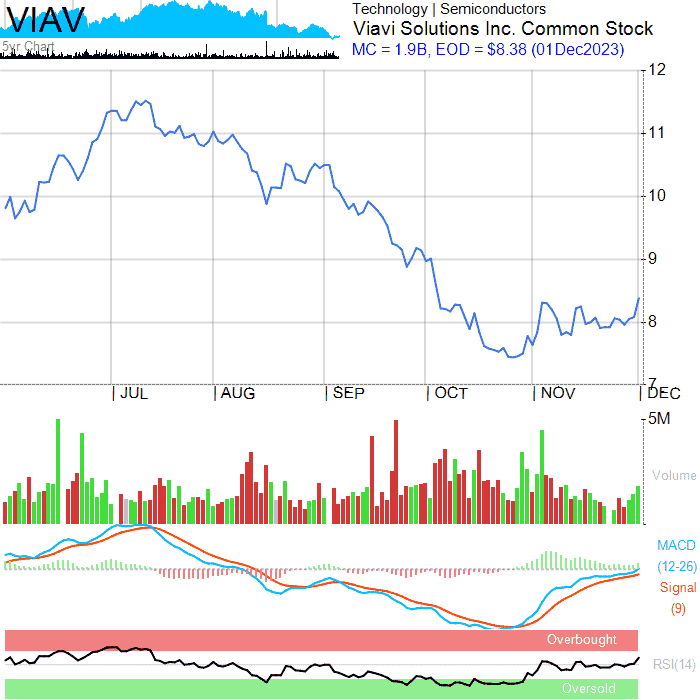 VIAV
5yr Chart
Technology | Semiconductors
Viavi Solutions Inc. Common Stock
MC = 1.9B, EOD = $8.38 (01Dec2023)
12
11
10
9
8
7
| JUL | AUG | SEP | OCT | NOV | DEC
5M
Volume
MACD
(12-26)
Signal
(9)
Overbought
RSI(14)
Oversold